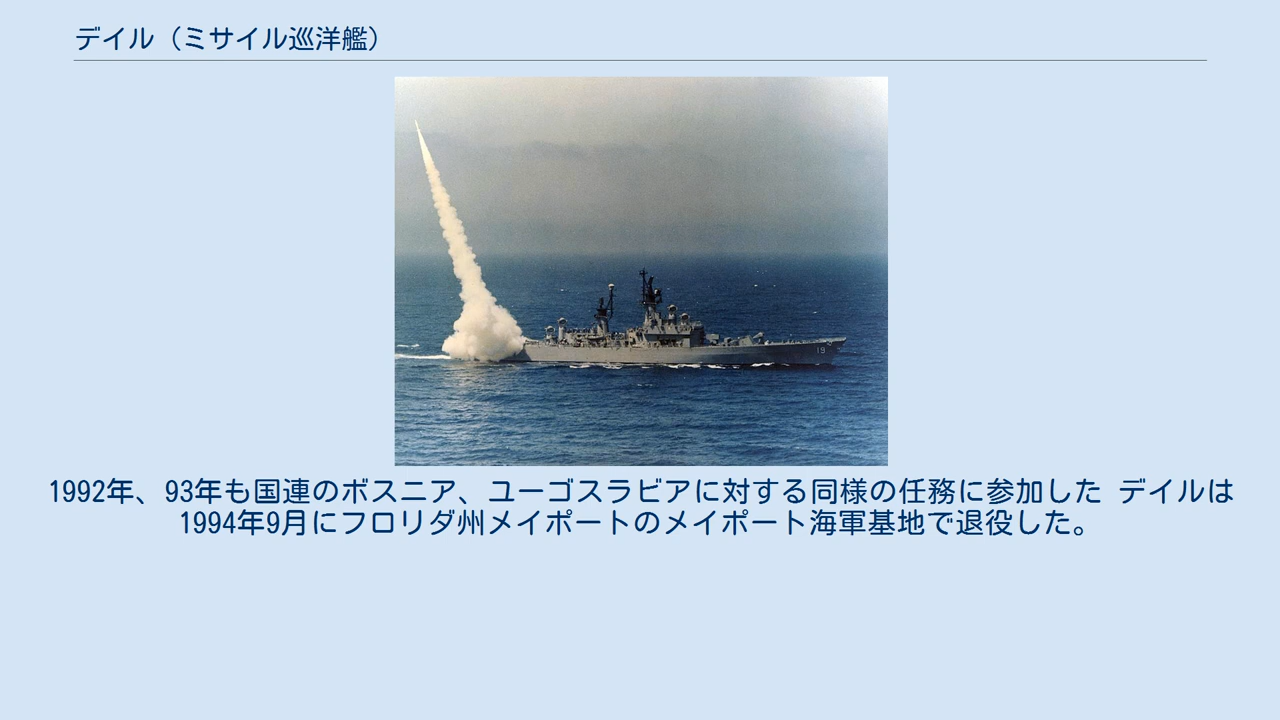 デイル（ミサイル巡洋艦）
19
1992年、93年も国連のボスニア、ユーゴスラビアに対する同様の任務に参加した デイルは
1994年9月にフロリダ州メイポートのメイポート海軍基地で退役した。